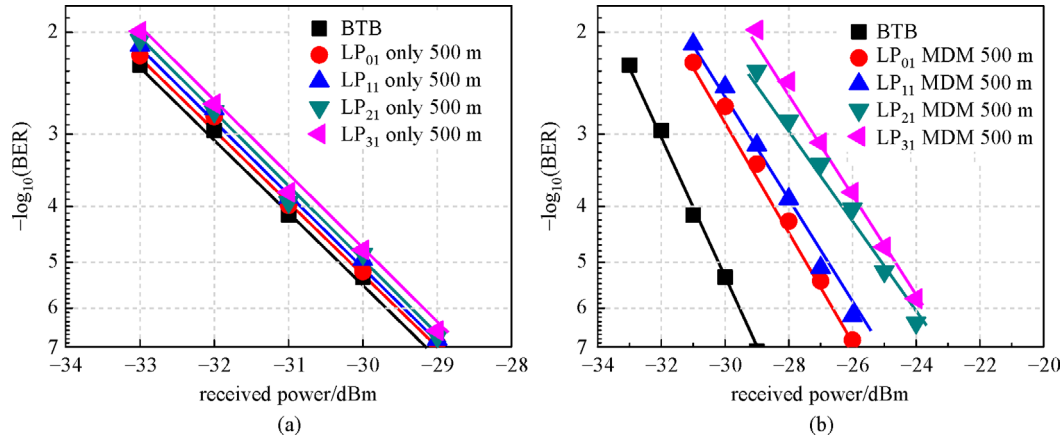 2
3
4
5
6
7
−log₁₀(BER)
BTB
LP₀₁ only 500 m
LP₁₁ only 500 m
LP₂₁ only 500 m
LP₃₁ only 500 m
−34 −33 −32 −31 −30 −29 −28
received power/dBm
(a)
2
3
4
5
6
7
−log₁₀(BER)
BTB
LP₀₁ MDM 500 m
LP₁₁ MDM 500 m
LP₂₁ MDM 500 m
LP₃₁ MDM 500 m
−34 −32 −30 −28 −26 −24 −22 −20
received power/dBm
(b)